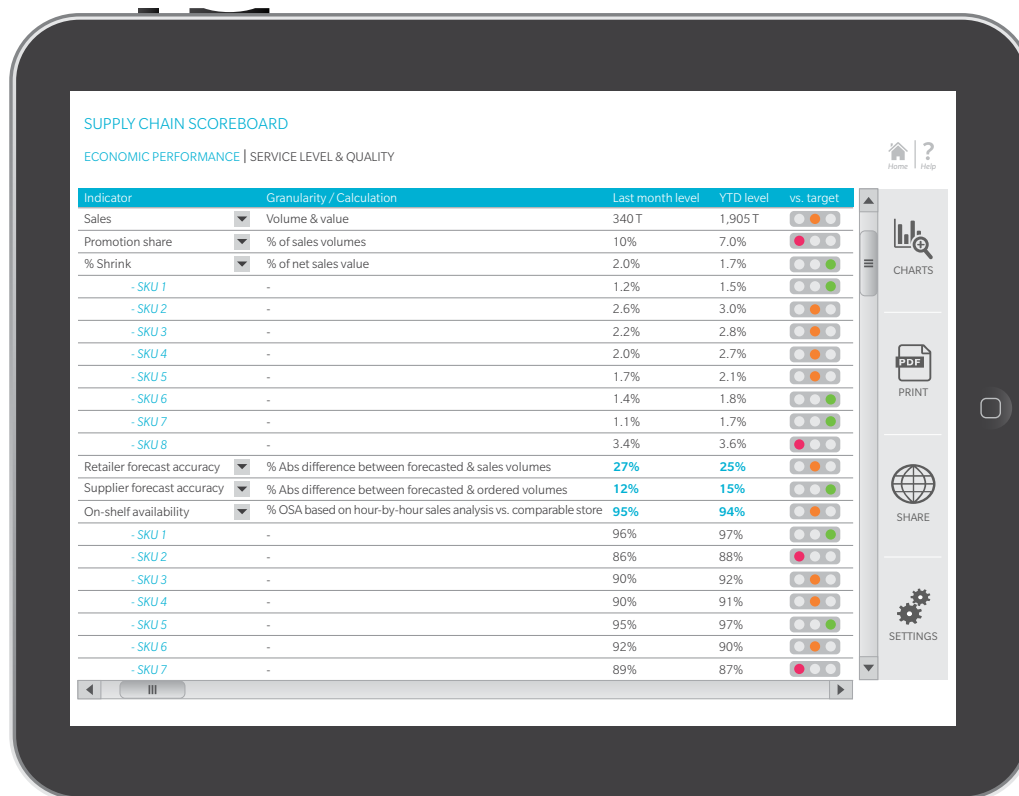 SUPPLY CHAIN SCOREBOARD
ECONOMIC PERFORMANCE | SERVICE LEVEL & QUALITY
Home Help
Indicator Granularity / Calculation Last month level YTD level vs. target
Sales Volume & value 340 T 1,905 T
Promotion share % of sales volumes 10% 7.0%
% Shrink % of net sales value 2.0% 1.7%
- SKU 1 - 1.2% 1.5%
- SKU 2 - 2.6% 3.0%
- SKU 3 - 2.2% 2.8%
- SKU 4 - 2.0% 2.7%
- SKU 5 - 1.7% 2.1%
- SKU 6 - 1.4% 1.8%
- SKU 7 - 1.1% 1.7%
- SKU 8 - 3.4% 3.6%
Retailer forecast accuracy % Abs difference between forecasted & sales volumes 27% 25%
Supplier forecast accuracy % Abs difference between forecasted & ordered volumes 12% 15%
On-shelf availability % OSA based on hour-by-hour sales analysis vs. comparable store 95% 94%
- SKU 1 - 96% 97%
- SKU 2 - 86% 88%
- SKU 3 - 90% 92%
- SKU 4 - 90% 91%
- SKU 5 - 95% 97%
- SKU 6 - 92% 90%
- SKU 7 - 89% 87%
CHARTS
PDF
PRINT
SHARE
SETTINGS